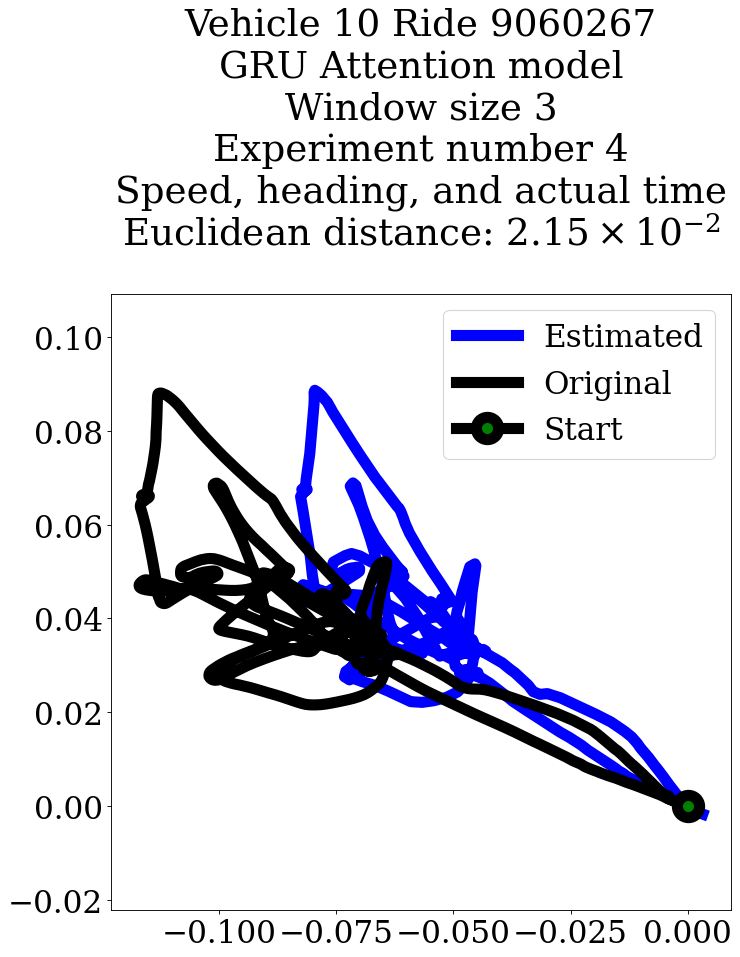 Vehicle 10 Ride 9060267
GRU Attention model
Window size 3
Experiment number 4
Speed, heading, and actual time
Euclidean distance: 2.15 × 10⁻²
Estimated
Original
Start
0.10
0.08
0.06
0.04
0.02
0.00
−0.02
−0.100 −0.075 −0.050 −0.025 0.000